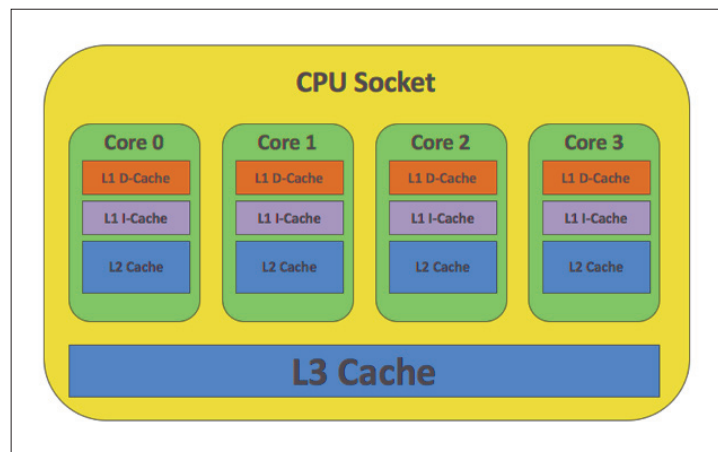 CPU Socket
Core 0
L1 D-Cache
L1 I-Cache
L2 Cache
Core 1
L1 D-Cache
L1 I-Cache
L2 Cache
Core 2
L1 D-Cache
L1 I-Cache
L2 Cache
Core 3
L1 D-Cache
L1 I-Cache
L2 Cache
L3 Cache